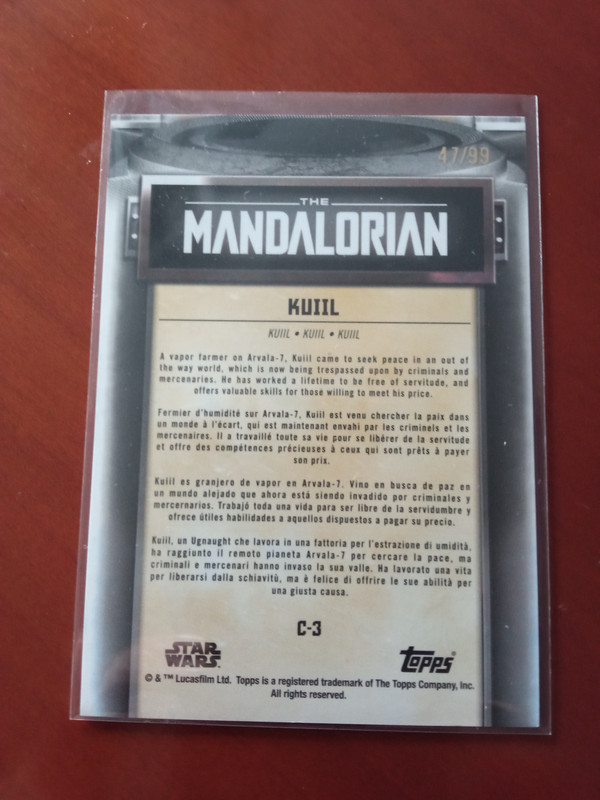 47/99
THE
MANDALORIAN
KUIIL
KUIIL • KUIIL • KUIIL
A vapor farmer on Arvala-7, Kuiil came to seek peace in an out of
the way world, which is now being trespassed upon by criminals and
mercenaries. He has worked a lifetime to be free of servitude, and
offers valuable skills for those willing to meet his price.
Fermier d'humidité sur Arvala-7, Kuiil est venu chercher la paix dans
un monde à l'écart, qui est maintenant envahi par les criminels et les
mercenaires. Il a travaillé toute sa vie pour se libérer de la servitude
et offre des compétences précieuses à ceux qui sont prêts à payer
son prix.
Kuiil es granjero de vapor en Arvala-7. Vino en busca de paz en
un mundo alejado que ahora está siendo invadido por criminales y
mercernarios. Trabajó toda una vida para ser libre de la servidumbre y
ofrece útiles habilidades a aquellos dispuestos a pagar su precio.
Kuiil, un Ugnaught che lavora in una fattoria per l'estrazione di umidità,
ha raggiunto il remoto pianeta Arvala-7 per cercare la pace, ma
criminali e mercenari hanno invaso la sua valle. Ha lavorato una vita
per liberarsi dalla schiavitù, ma è felice di offrire le sue abilità per
una giusta causa.
C-3
STAR
WARS
Topps®
© & ™ Lucasfilm Ltd. Topps is a registered trademark of The Topps Company, Inc.
All rights reserved.